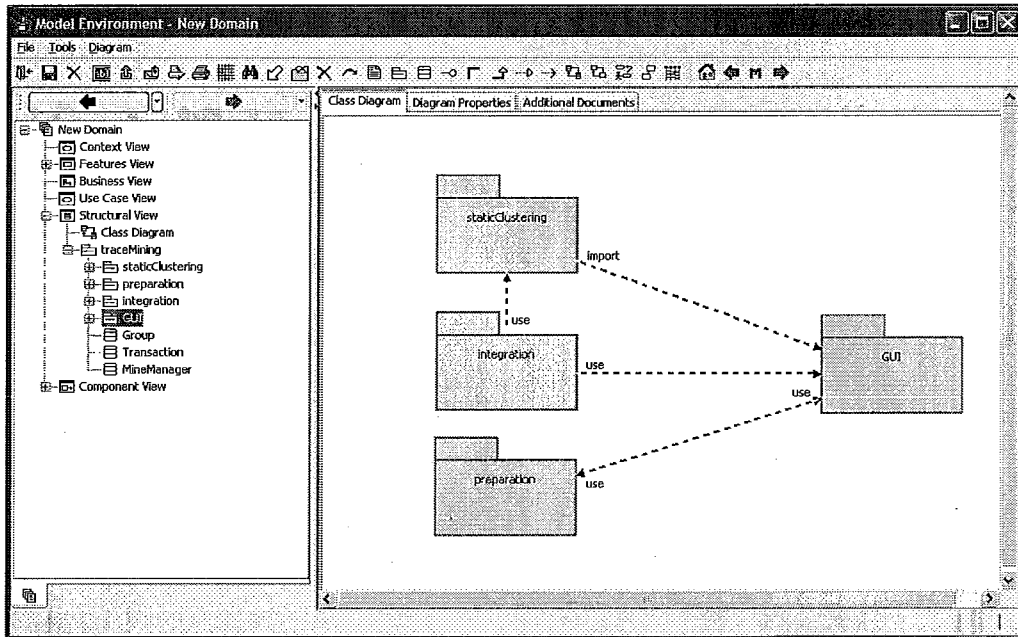 Model Environment - New Domain
File Tools Diagram
Class Diagram Diagram Properties Additional Documents
New Domain
Context View
Features View
Business View
Use Case View
Structural View
Class Diagram
traceMining
staticClustering
preparation
integration
GUI
Group
Transaction
MineManager
Component View
staticClustering
import
use
integration
use
GUI
use
preparation
use